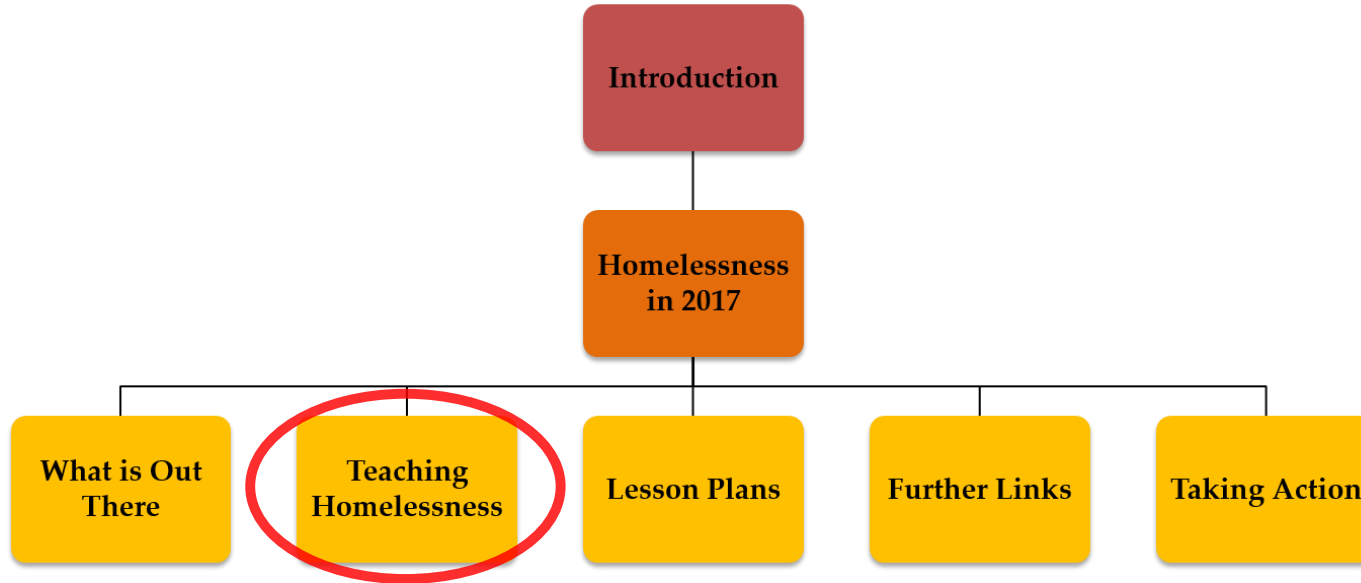 Introduction
Homelessness
in 2017
What is Out
There
Teaching
Homelessness
Lesson Plans
Further Links
Taking Action